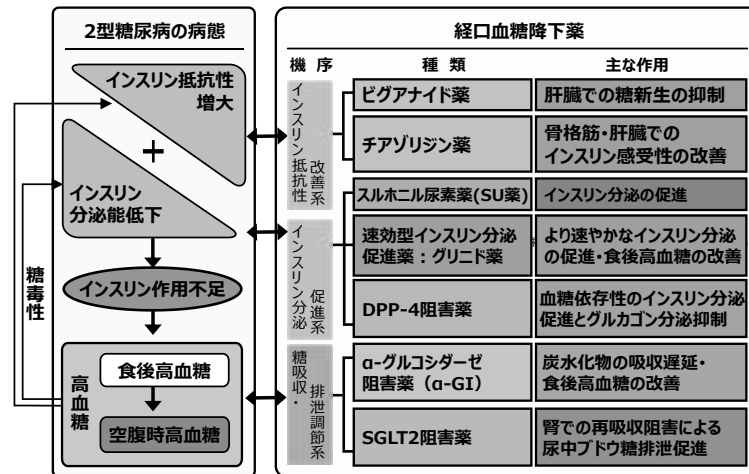 2型糖尿病の病態
インスリン抵抗性
増大
+
インスリン
分泌能低下
インスリン作用不足
糖毒性
高血糖
食後高血糖
空腹時高血糖
経口血糖降下薬
機 序
種 類
主な作用
インスリン抵抗性
改善系
ビグアナイド薬
肝臓での糖新生の抑制
チアゾリジン薬
骨格筋・肝臓での
インスリン感受性の改善
インスリン分泌
促進系
スルホニル尿素薬(SU薬)
インスリン分泌の促進
速効型インスリン分泌
促進薬：グリニド薬
より速やかなインスリン分泌
の促進・食後高血糖の改善
DPP-4阻害薬
血糖依存性のインスリン分泌
促進とグルカゴン分泌抑制
糖吸収・
排泄調節系
α-グルコシダーゼ
阻害薬（α-GI）
炭水化物の吸収遅延・
食後高血糖の改善
SGLT2阻害薬
腎での再吸収阻害による
尿中ブドウ糖排泄促進